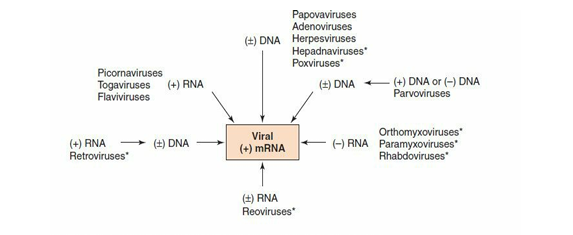 Papovaviruses
Adenoviruses
(±) DNA Herpesviruses
Hepadnaviruses*
Poxviruses*
Picornaviruses
Togaviruses (+) RNA
Flaviviruses
(±) DNA
(+) DNA or (–) DNA
Parvoviruses
(+) RNA
Retroviruses*
(±) DNA
Viral
(+) mRNA
(–) RNA
Orthomyxoviruses*
Paramyxoviruses*
Rhabdoviruses*
(±) RNA
Reoviruses*